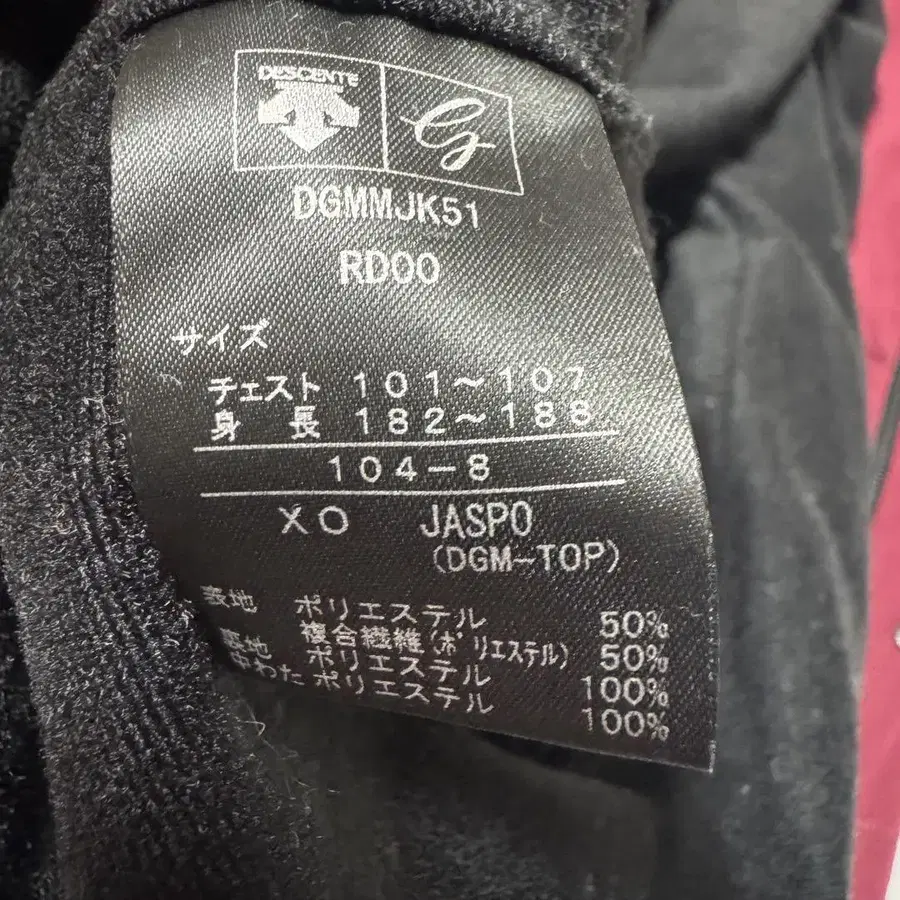 DESCENTE G
DGMMJK51
RD00
サイズ
チェスト 101~107
身 長 182~188
104-8
XO JASPO
(DGM-TOP)
表地 ポリエステル 50%
複合繊維(ポリエステル) 50%
裏地 ポリエステル 100%
中わた ポリエステル 100%